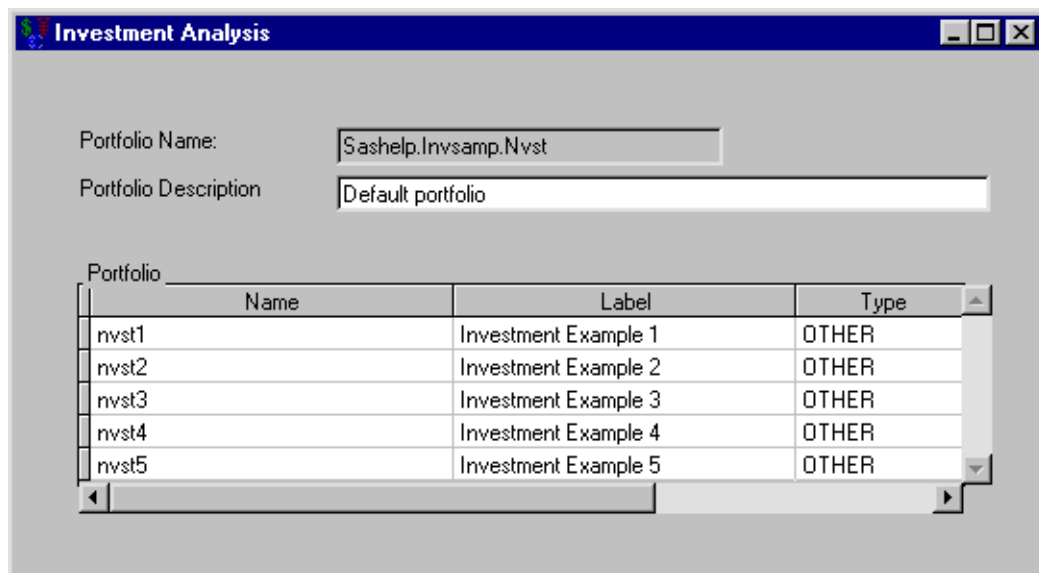 Investment Analysis
Portfolio Name: Sashelp.Invsamp.Nvst
Portfolio Description Default portfolio
Portfolio
Name Label Type
nvst1 Investment Example 1 OTHER
nvst2 Investment Example 2 OTHER
nvst3 Investment Example 3 OTHER
nvst4 Investment Example 4 OTHER
nvst5 Investment Example 5 OTHER